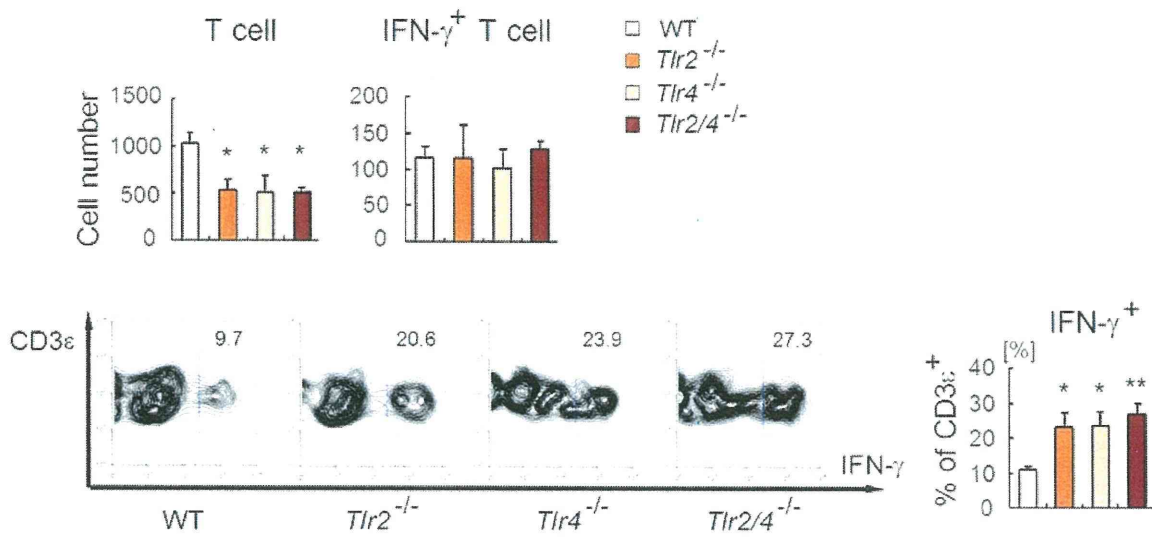 T cell
IFN-γ⁺ T cell
WT
Tlr2⁻/⁻
Tlr4⁻/⁻
Tlr2/4⁻/⁻
Cell number
1500
1000
500
0
* * *
200
150
100
50
0
CD3ε
9.7
20.6
23.9
27.3
IFN-γ
WT
Tlr2⁻/⁻
Tlr4⁻/⁻
Tlr2/4⁻/⁻
IFN-γ⁺
[%]
% of CD3ε⁺
40
30
20
10
0
* * **